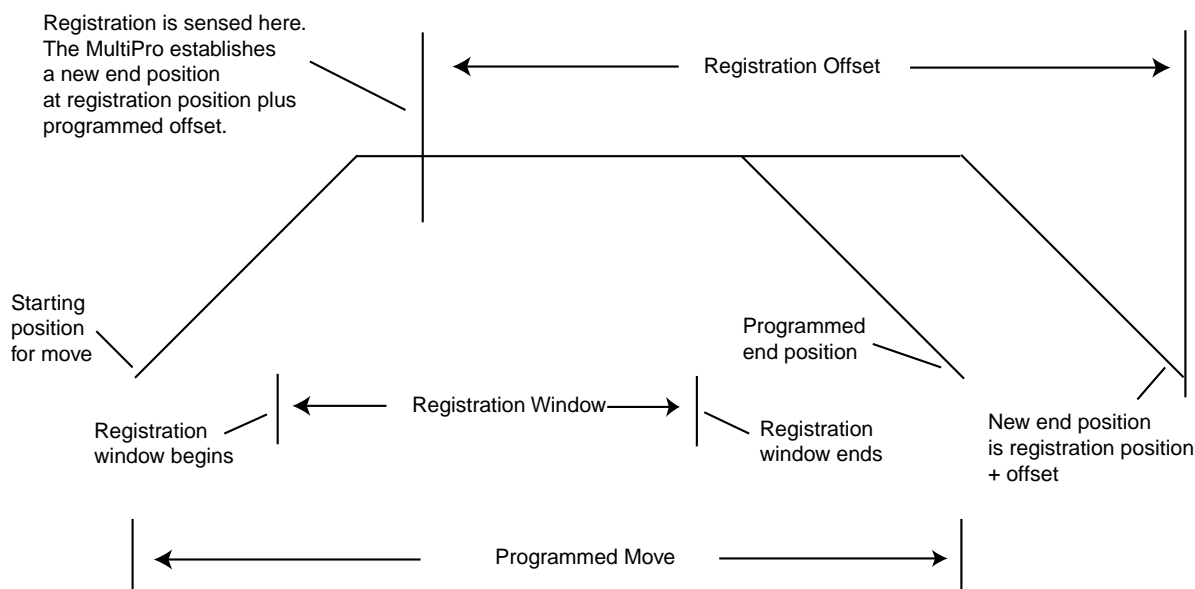 Registration is sensed here.
The MultiPro establishes
a new end position
at registration position plus
programmed offset.
Registration Offset
Starting
position
for move
Programmed
end position
Registration
window begins
Registration Window
Registration
window ends
New end position
is registration position
+ offset
Programmed Move